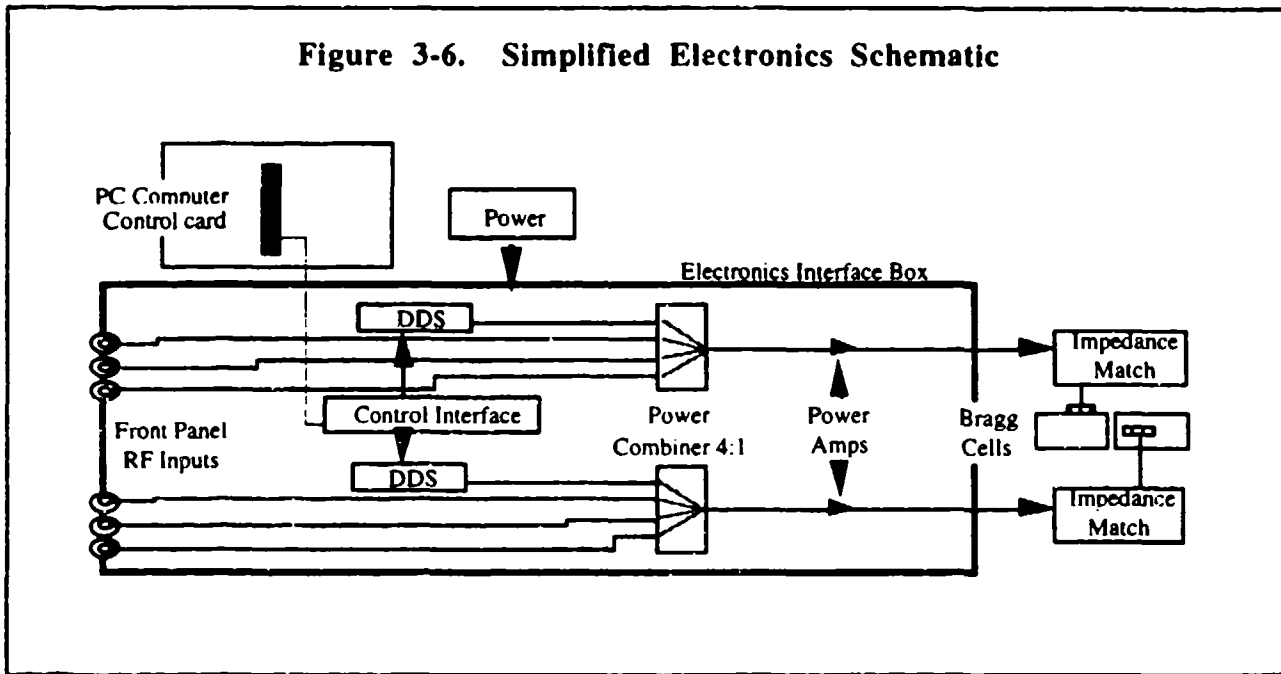 Figure 3-6. Simplified Electronics Schematic
PC Computer
Control card
Power
Electronics Interface Box
DDS
Impedance
Match
Control Interface
Front Panel
RF Inputs
Power
Combiner 4:1
Power
Amps
Bragg
Cells
DDS
Impedance
Match